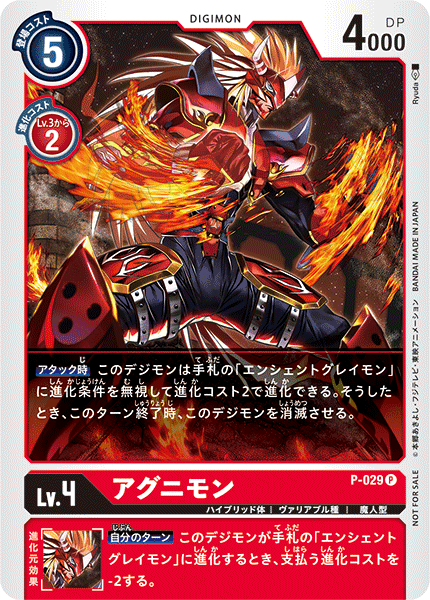 登場コスト
5
DIGIMON
4000
DP
進化コスト
Lv.3から
2
Ryuda
BANDAI MADE IN JAPAN
© 本郷あきよし・フジテレビ・東映アニメーション
NOT FOR SALE
アタック時 このデジモンは手札の「エンシェントグレイモン」
に進化条件を無視して進化コスト2で進化できる。そうした
とき、このターン終了時、このデジモンを消滅させる。
P-029 P
Lv.4
アグニモン
ハイブリッド体 | ヴァリアブル種 | 魔人型
進化元効果
自分のターン このデジモンが手札の「エンシェント
グレイモン」に進化するとき、支払う進化コストを
-2する。